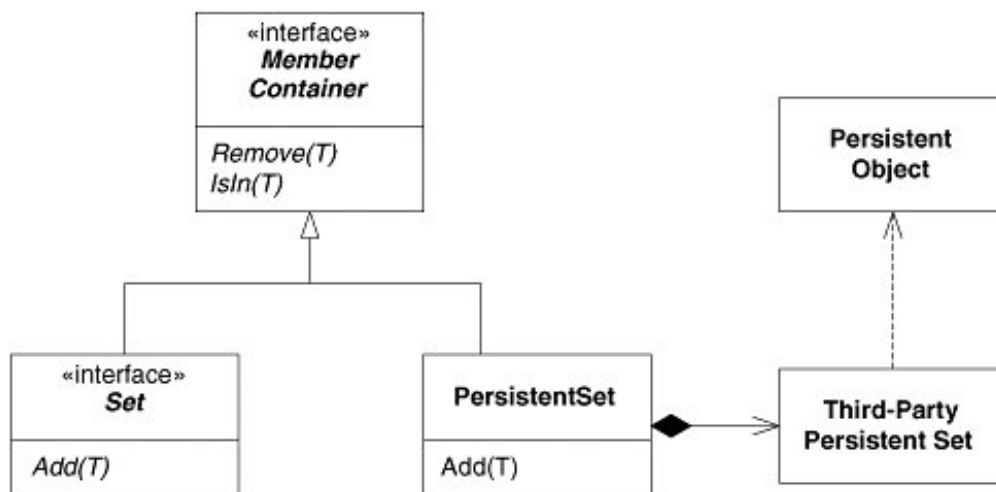 «interface»
Member
Container
Remove(T)
IsIn(T)
Persistent
Object
«interface»
Set
Add(T)
PersistentSet
Add(T)
Third-Party
Persistent Set